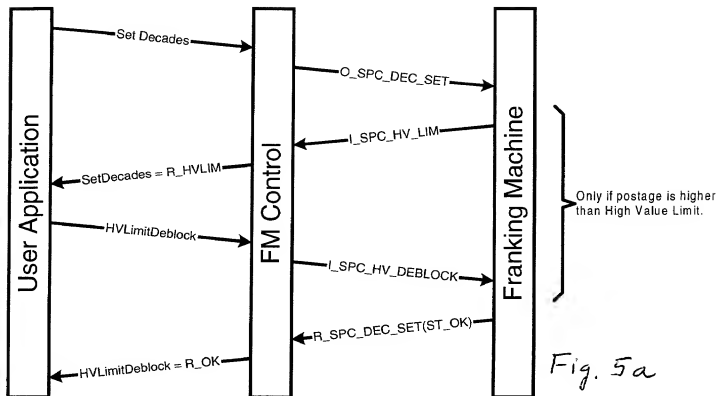 Set Decades
O_SPC_DEC_SET
I_SPC_HV_LIM
SetDecades = R_HVLIM
HVLimitDeblock
I_SPC_HV_DEBLOCK
R_SPC_DEC_SET(ST_OK)
HVLimitDeblock = R_OK
User Application
FM Control
Franking Machine
Only if postage is higher
than High Value Limit.
Fig. 5a